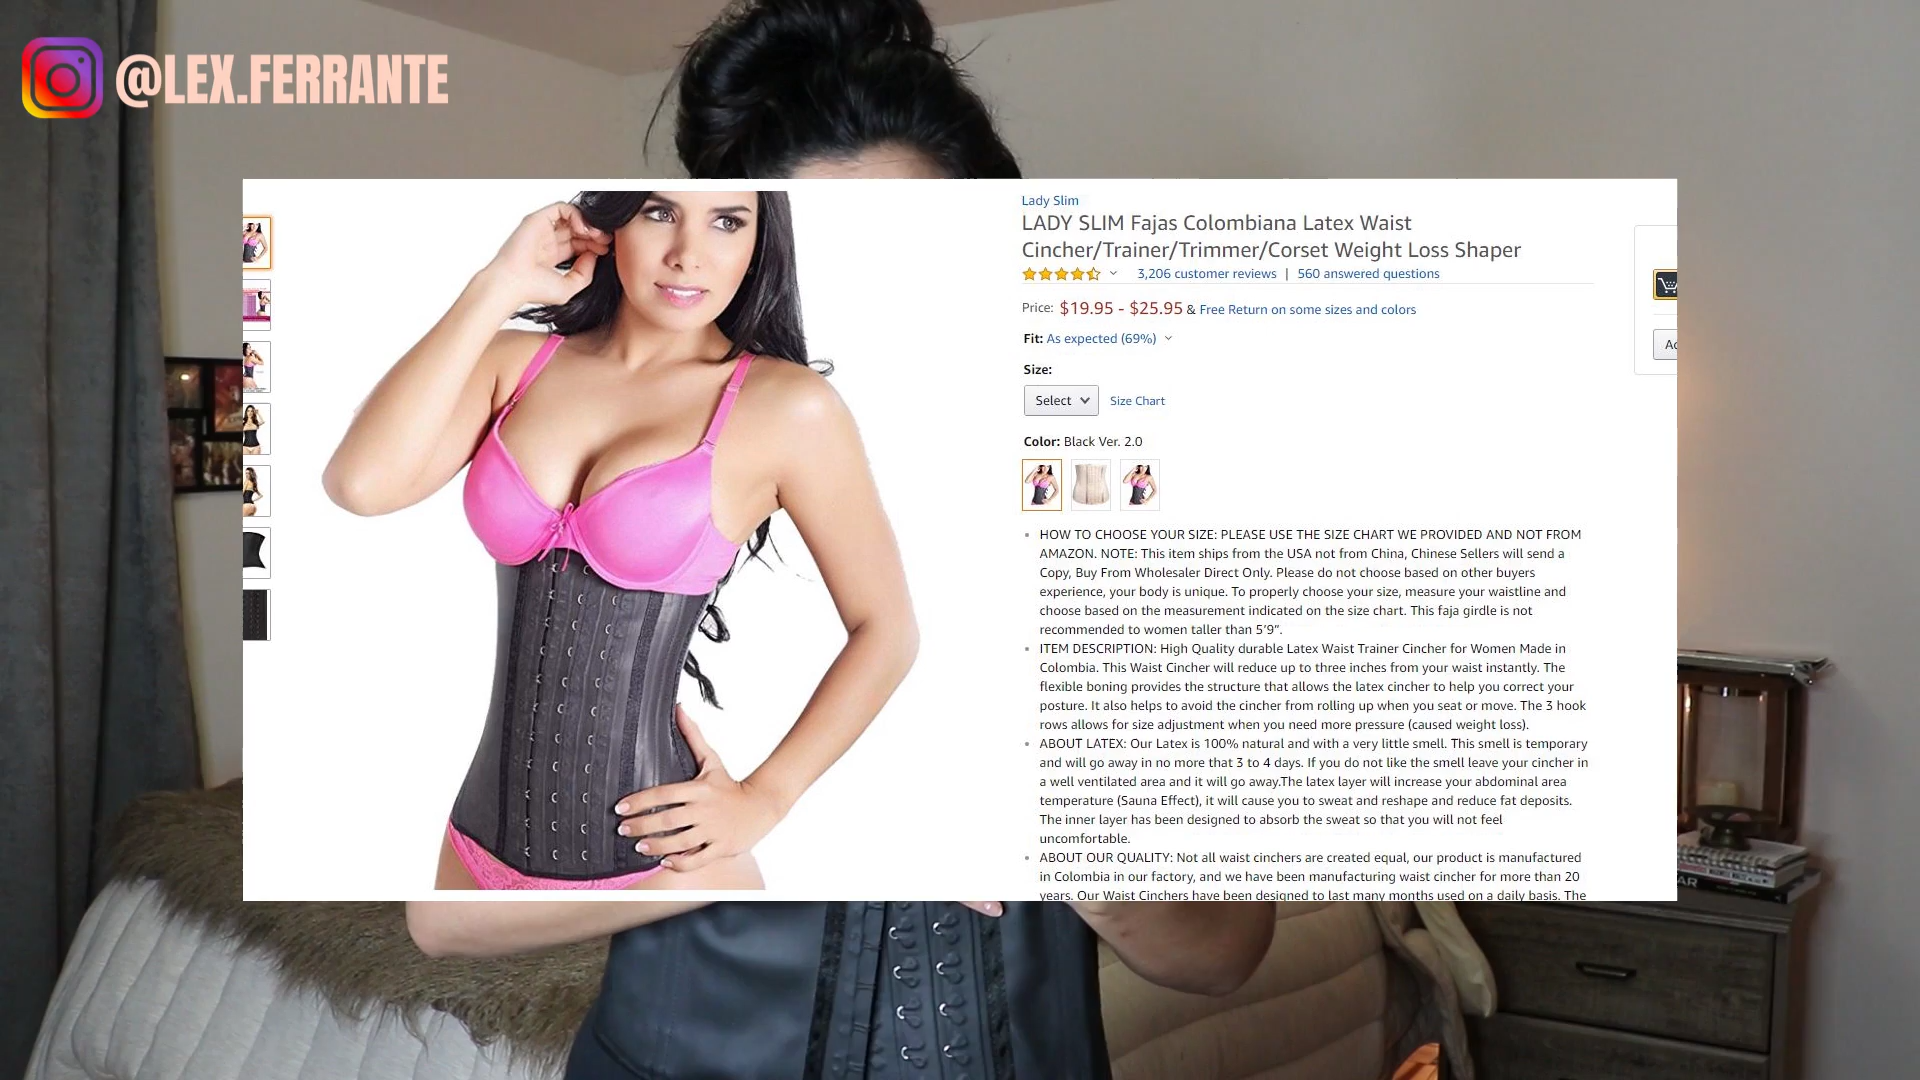 @LEX.FERRANTE
Lady Slim
LADY SLIM Fajas Colombiana Latex Waist
Cincher/Trainer/Trimmer/Corset Weight Loss Shaper
3,206 customer reviews | 560 answered questions
Price: $19.95 - $25.95 & Free Return on some sizes and colors
Fit: As expected (69%)
Size:
Select Size Chart
Color: Black Ver. 2.0
HOW TO CHOOSE YOUR SIZE: PLEASE USE THE SIZE CHART WE PROVIDED AND NOT FROM
AMAZON. NOTE: This item ships from the USA not from China, Chinese Sellers will send a
Copy, Buy From Wholesaler Direct Only. Please do not choose based on other buyers
experience, your body is unique. To properly choose your size, measure your waistline and
choose based on the measurement indicated on the size chart. This faja girdle is not
recommended to women taller than 5’9”.
ITEM DESCRIPTION: High Quality durable Latex Waist Trainer Cincher for Women Made in
Colombia. This Waist Cincher will reduce up to three inches from your waist instantly. The
flexible boning provides the structure that allows the latex cincher to help you correct your
posture. It also helps to avoid the cincher from rolling up when you seat or move. The 3 hook
rows allows for size adjustment when you need more pressure (caused weight loss).
ABOUT LATEX: Our Latex is 100% natural and with a very little smell. This smell is temporary
and will go away in no more that 3 to 4 days. If you do not like the smell leave your cincher in
a well ventilated area and it will go away.The latex layer will increase your abdominal area
temperature (Sauna Effect), it will cause you to sweat and reshape and reduce fat deposits.
The inner layer has been designed to absorb the sweat so that you will not feel
uncomfortable.
ABOUT OUR QUALITY: Not all waist cinchers are created equal, our product is manufactured
in Colombia in our factory, and we have been manufacturing waist cincher for more than 20
years. Our Waist Cinchers have been designed to last many months used on a daily basis. The